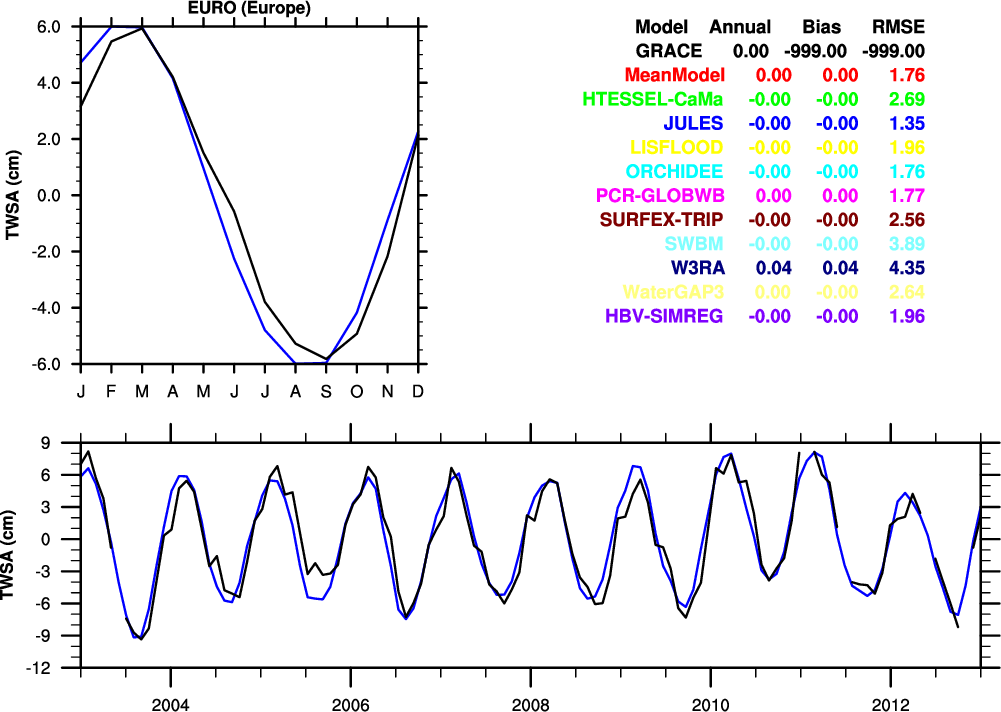 EURO (Europe)
6.0
4.0
2.0
0.0
-2.0
-4.0
-6.0
TWSA (cm)
J F M A M J J A S O N D
Model Annual Bias RMSE
GRACE 0.00 -999.00 -999.00
MeanModel 0.00 0.00 1.76
HTESSEL-CaMa -0.00 -0.00 2.69
JULES -0.00 -0.00 1.35
LISFLOOD -0.00 -0.00 1.96
ORCHIDEE -0.00 -0.00 1.76
PCR-GLOBWB 0.00 0.00 1.77
SURFEX-TRIP -0.00 -0.00 2.56
SWBM -0.00 -0.00 3.89
W3RA 0.04 0.04 4.35
WaterGAP3 0.00 -0.00 2.64
HBV-SIMREG -0.00 -0.00 1.96
9
6
3
0
-3
-6
-9
-12
TWSA (cm)
2004 2006 2008 2010 2012